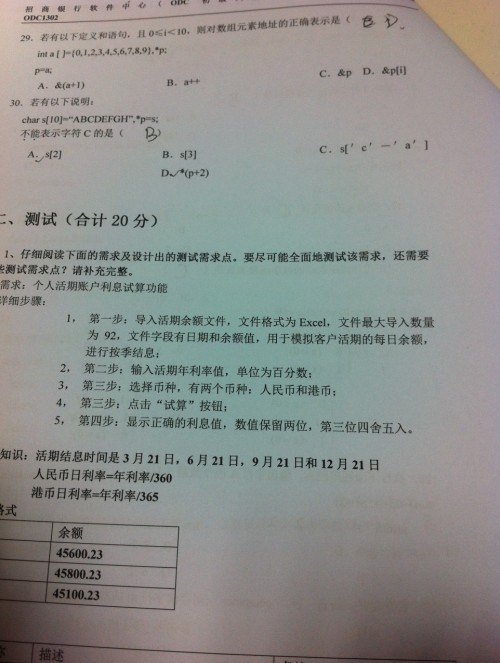 招商银行软件中心（ODC
ODC1302
29. 若有以下定义和语句，且 0≤i＜10，则对数组元素地址的正确表示是（ B D
int a [ ]={0,1,2,3,4,5,6,7,8,9},*p;
p=a;
A. &(a+1) B. a++ C. &p D. &p[i]
30. 若有以下说明：
char s[10]="ABCDEFGH",*p=s;
不能表示字符 C 的是（ B）
A. s[2] B. s[3] C. s[′c′—′a′]
D. *(p+2)
二、测试（合计 20 分）
1、仔细阅读下面的需求及设计出的测试需求点。要尽可能全面地测试该需求，还需要
些测试需求点？请补充完整。
需求：个人活期账户利息试算功能
详细步骤：
1， 第一步：导入活期余额文件，文件格式为 Excel，文件最大导入数量
为 92，文件字段有日期和余额值，用于模拟客户活期的每日余额，
进行按季结息；
2， 第二步：输入活期年利率值，单位为百分数；
3， 第三步：选择币种，有两个币种：人民币和港币；
4， 第三步：点击“试算”按钮；
5， 第四步：显示正确的利息值，数值保留两位，第三位四舍五入。
知识：活期结息时间是 3 月 21 日，6 月 21 日，9 月 21 日和 12 月 21 日
人民币日利率=年利率/360
港币日利率=年利率/365
格式
余额
45600.23
45800.23
45100.23
描述